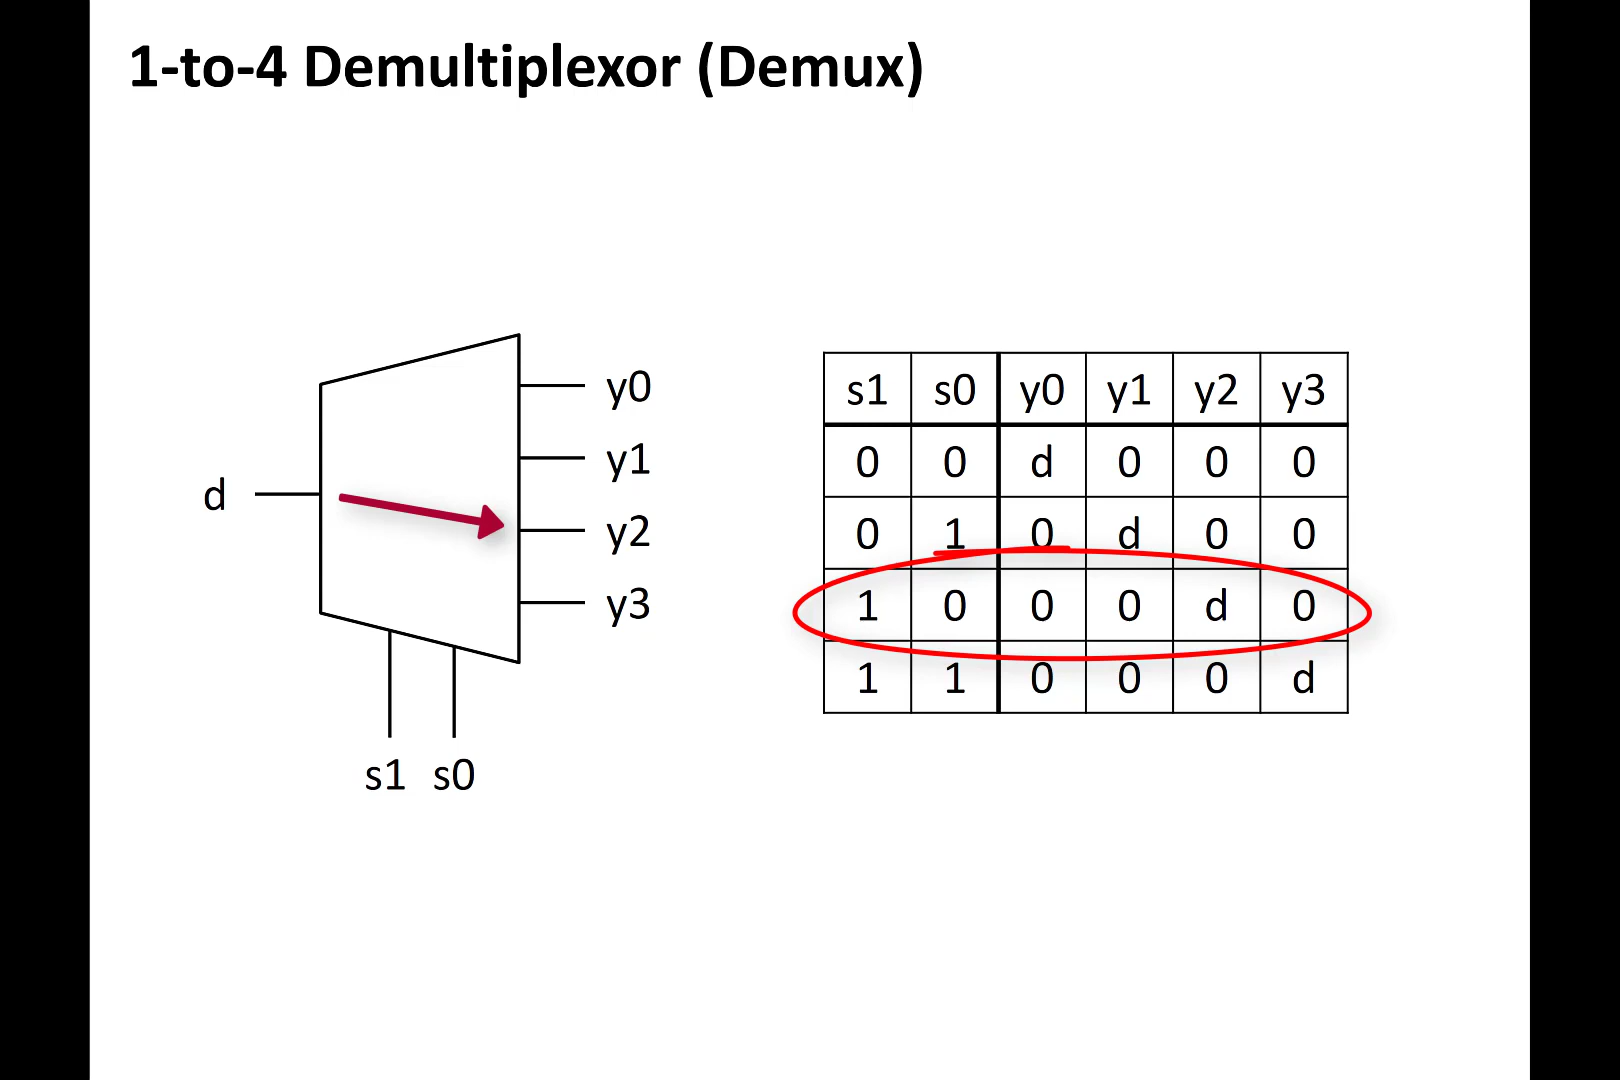 1-to-4 Demultiplexor (Demux)
d
y0
y1
y2
y3
s1 s0
s1 s0 y0 y1 y2 y3
0 0 d 0 0 0
0 1 0 d 0 0
1 0 0 0 d 0
1 1 0 0 0 d